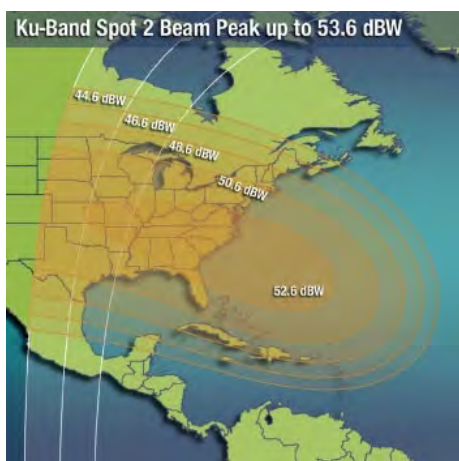 Ku-Band Spot 2 Beam Peak up to 53.6 dBW
44.6 dBW
46.6 dBW
48.6 dBW
50.6 dBW
52.6 dBW